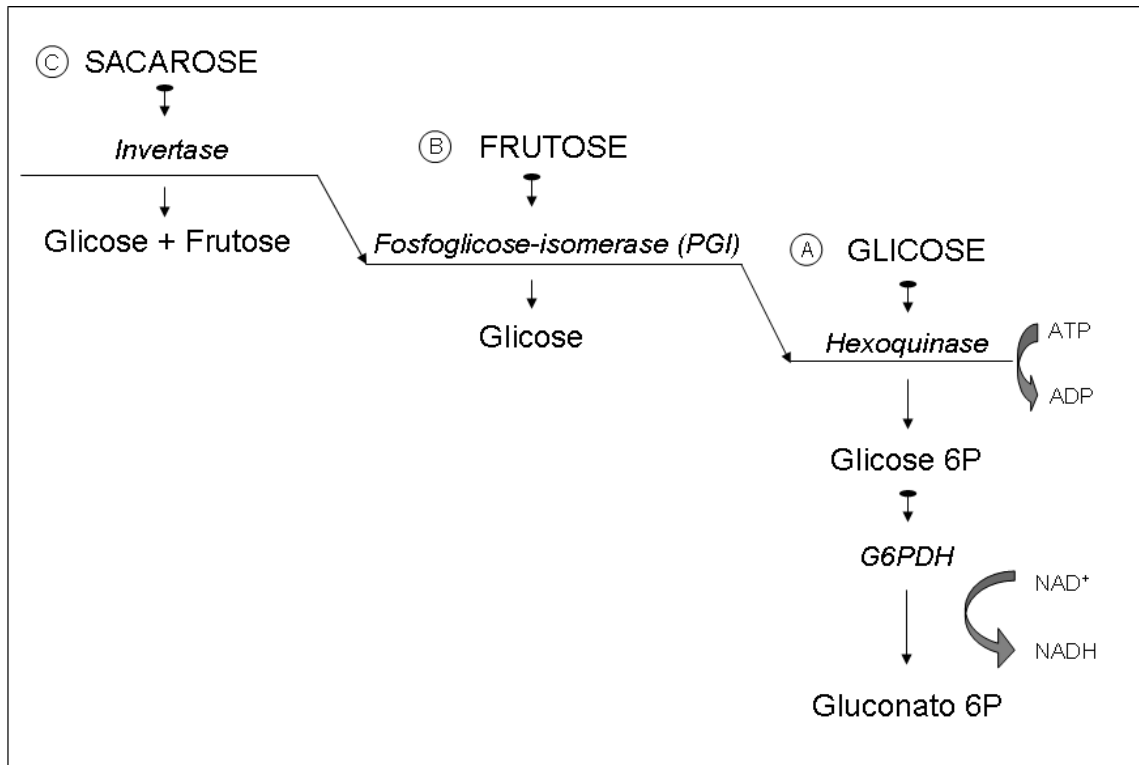 C SACAROSE
Invertase
Glicose + Frutose
B FRUTOSE
Fosfoglicose-isomerase (PGI)
Glicose
A GLICOSE
Hexoquinase
ATP
ADP
Glicose 6P
G6PDH
NAD⁺
NADH
Gluconato 6P